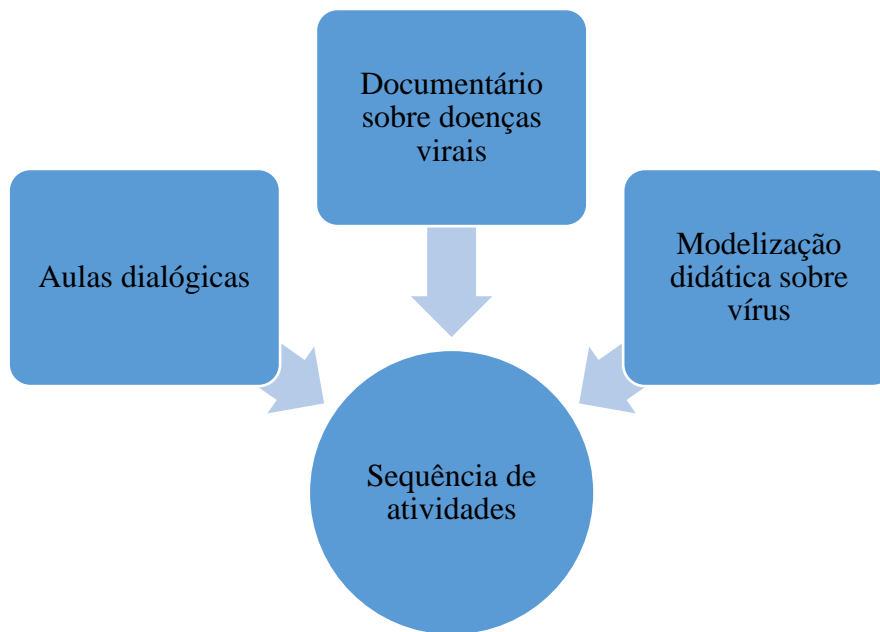 Documentário
sobre doenças
virais
Aulas dialógicas
Modelização
didática sobre
vírus
Sequência de
atividades